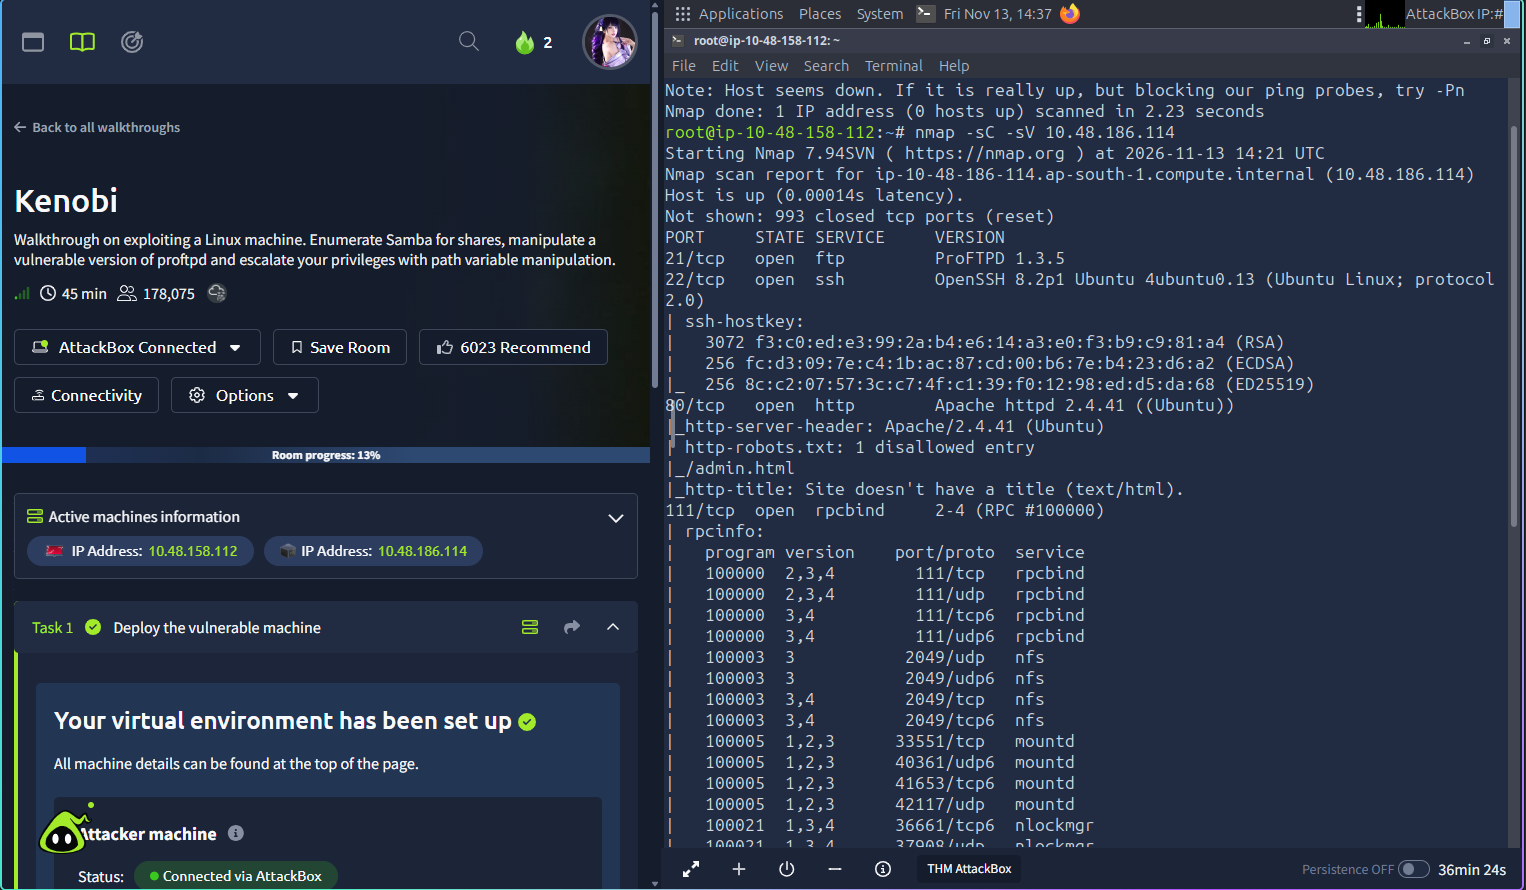 2
Back to all walkthroughs
Kenobi
Walkthrough on exploiting a Linux machine. Enumerate Samba for shares, manipulate a
vulnerable version of proftpd and escalate your privileges with path variable manipulation.
45 min 178,075
AttackBox Connected Save Room 6023 Recommend
Connectivity Options
Room progress: 13%
Active machines information
IP Address: 10.48.158.112 IP Address: 10.48.186.114
Task 1 Deploy the vulnerable machine
Your virtual environment has been set up
All machine details can be found at the top of the page.
Attacker machine
Status: Connected via AttackBox
Applications Places System Fri Nov 13, 14:37 AttackBox IP:#
root@ip-10-48-158-112: ~
File Edit View Search Terminal Help
Note: Host seems down. If it is really up, but blocking our ping probes, try -Pn
Nmap done: 1 IP address (0 hosts up) scanned in 2.23 seconds
root@ip-10-48-158-112:~# nmap -sC -sV 10.48.186.114
Starting Nmap 7.94SVN ( https://nmap.org ) at 2026-11-13 14:21 UTC
Nmap scan report for ip-10-48-186-114.ap-south-1.compute.internal (10.48.186.114)
Host is up (0.00014s latency).
Not shown: 993 closed tcp ports (reset)
PORT     STATE SERVICE     VERSION
21/tcp   open  ftp         ProFTPD 1.3.5
22/tcp   open  ssh         OpenSSH 8.2p1 Ubuntu 4ubuntu0.13 (Ubuntu Linux; protocol
2.0)
| ssh-hostkey:
|   3072 f3:c0:ed:e3:99:2a:b4:e6:14:a3:e0:f3:b9:c9:81:a4 (RSA)
|   256 fc:d3:09:7e:c4:1b:ac:87:cd:00:b6:7e:b4:23:d6:a2 (ECDSA)
|_  256 8c:c2:07:57:3c:c7:4f:c1:39:f0:12:98:ed:d5:da:68 (ED25519)
80/tcp   open  http        Apache httpd 2.4.41 ((Ubuntu))
|_http-server-header: Apache/2.4.41 (Ubuntu)
| http-robots.txt: 1 disallowed entry
|_/admin.html
|_http-title: Site doesn't have a title (text/html).
111/tcp  open  rpcbind     2-4 (RPC #100000)
| rpcinfo:
|   program version    port/proto  service
|   100000  2,3,4        111/tcp   rpcbind
|   100000  2,3,4        111/udp   rpcbind
|   100000  3,4          111/tcp6  rpcbind
|   100000  3,4          111/udp6  rpcbind
|   100003  3           2049/udp   nfs
|   100003  3           2049/udp6  nfs
|   100003  3,4         2049/tcp   nfs
|   100003  3,4         2049/tcp6  nfs
|   100005  1,2,3      33551/tcp   mountd
|   100005  1,2,3      40361/udp6  mountd
|   100005  1,2,3      41653/tcp6  mountd
|   100005  1,2,3      42117/udp   mountd
|   100021  1,3,4      36661/tcp6  nlockmgr
|   100021  1,3,4      37908/udp   nlockmgr
THM AttackBox Persistence OFF 36min 24s